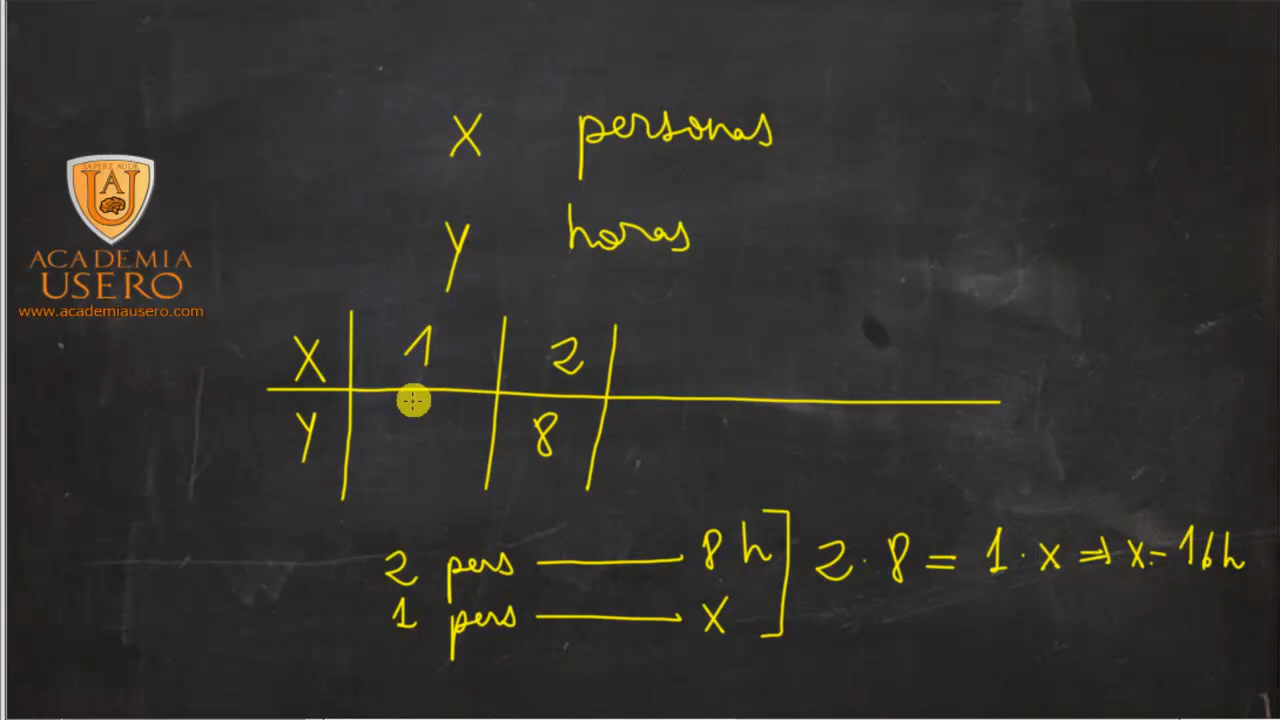 x personas
y horas
SAPERE AUDE
UA
ACADEMIA
USERO
www.academiausero.com
X 1 2
y 8
2 pers — 8 h ] 2 · 8 = 1 · x ⇒ x = 16 h
1 pers — x